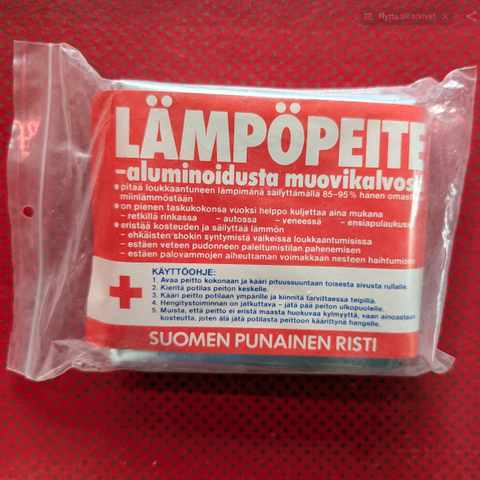 Flytta till arkivet
LÄMPÖPEITE
–aluminoidusta muovikalvosta
• pitää loukkaantuneen lämpimänä säilyttämällä 85–95% hänen omasta
miinlämmöstään
• on pienen taskukokonsa vuoksi helppo kuljettaa aina mukana
– retkillä rinkassa – autossa – veneessä – ensiapulaukussa
• eristää kosteuden ja säilyttää lämmön
– ehkäisten shokin syntymistä vaikeissa loukkaantumisissa
– estäen veteen pudonneen paleltumistilan pahenemisen
– estäen palovammojen aiheuttaman voimakkaan nesteen haihtumisen
KÄYTTÖOHJE:
1. Avaa peitto kokonaan ja kääri pituussuuntaan toisesta sivusta rullalle.
2. Kieritä potilas peiton keskelle.
3. Kääri peitto potilaan ympärille ja kiinnitä tarvittaessa teipillä.
4. Hengitystoiminnan on jatkuttava – jätä pää peiton ulkopuolelle.
5. Muista, että peitto ei eristä maasta huokuvaa kylmyyttä, vaan ainoastaan
kosteutta, joten älä jätä potilasta peittoon käärittynä hangelle.
SUOMEN PUNAINEN RISTI